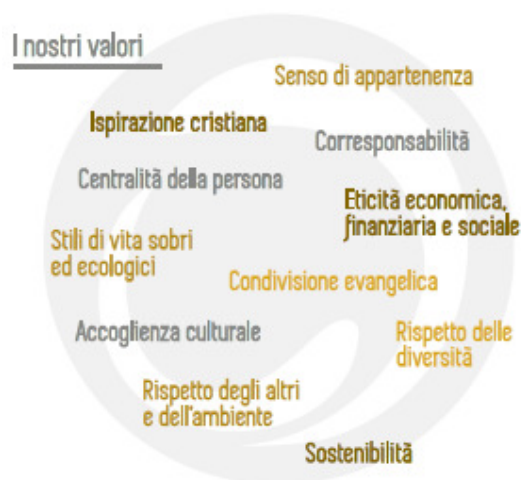 I nostri valori
Senso di appartenenza
Ispirazione cristiana
Corresponsabilità
Centralità della persona
Eticità economica,
finanziaria e sociale
Stili di vita sobri
ed ecologici
Condivisione evangelica
Accoglienza culturale
Rispetto delle
diversità
Rispetto degli altri
e dell'ambiente
Sostenibilità